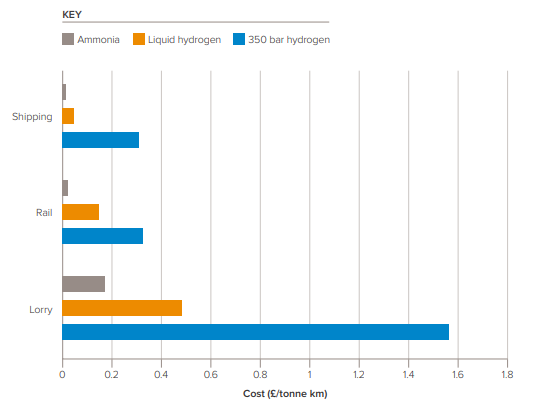 KEY
Ammonia Liquid hydrogen 350 bar hydrogen
Shipping
Rail
Lorry
0 0.2 0.4 0.6 0.8 1 1.2 1.4 1.6 1.8
Cost (£/tonne km)